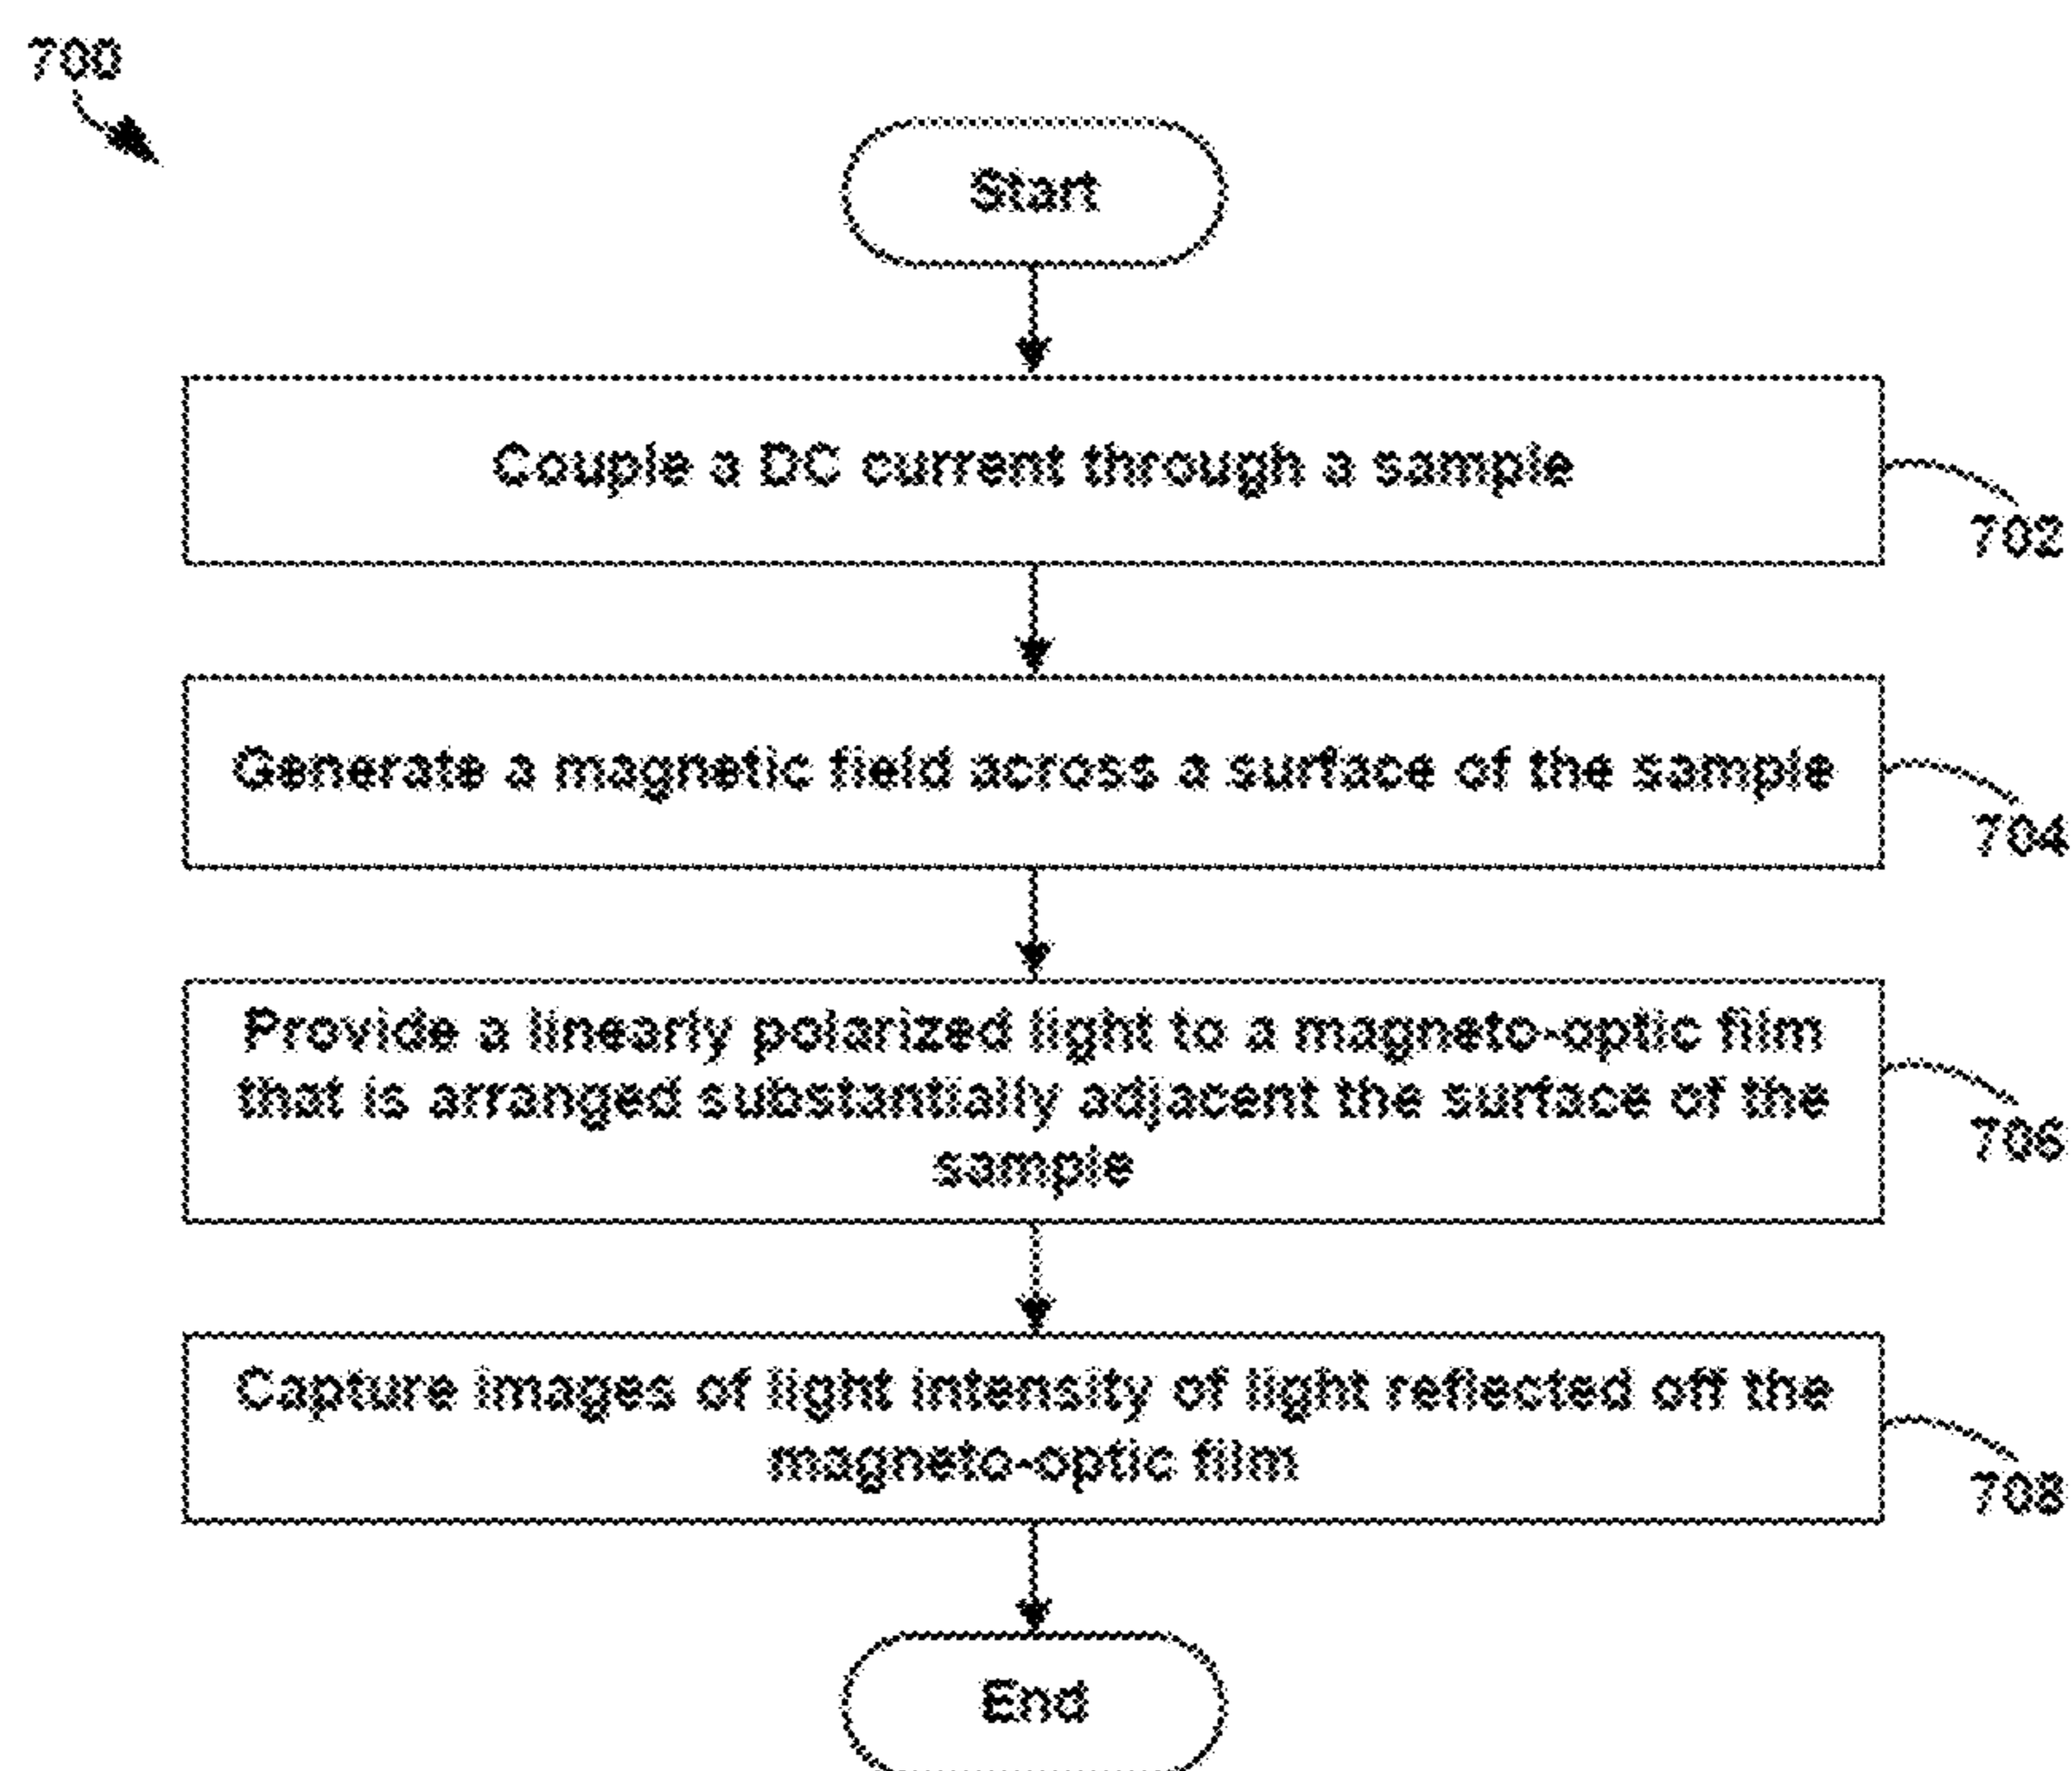 700
Start
Couple a DC current through a sample
702
Generate a magnetic field across a surface of the sample
704
Provide a linearly polarized light to a magneto-optic film
that is arranged substantially adjacent the surface of the
sample
706
Capture images of light intensity of light reflected off the
magneto-optic film
708
End